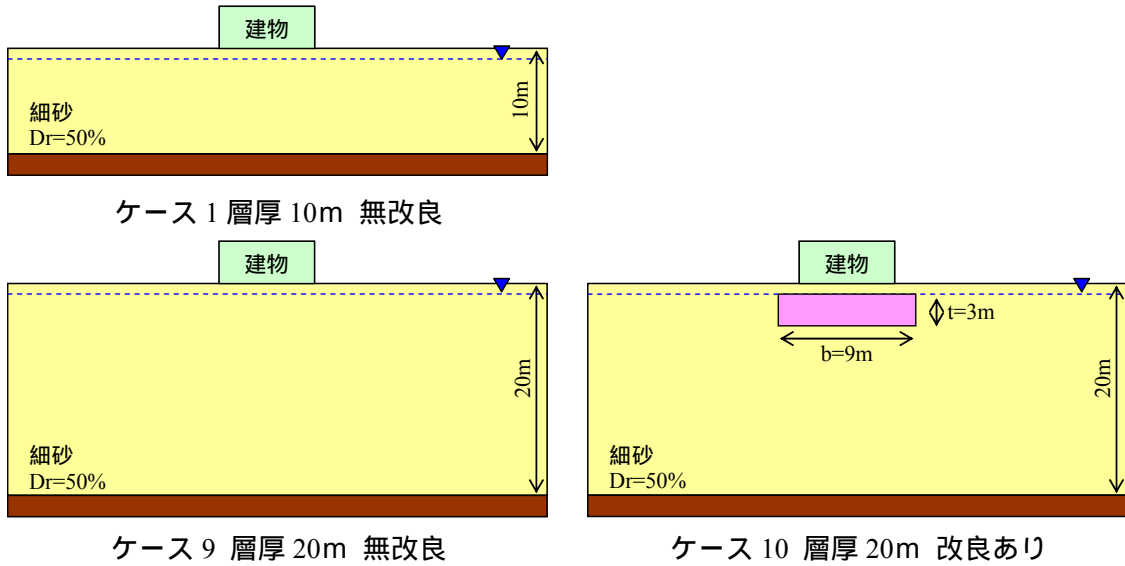 建物
細砂
Dr=50%
10m
ケース 1 層厚 10m 無改良
建物
細砂
Dr=50%
20m
ケース 9 層厚 20m 無改良
建物
t=3m
b=9m
細砂
Dr=50%
20m
ケース 10 層厚 20m 改良あり